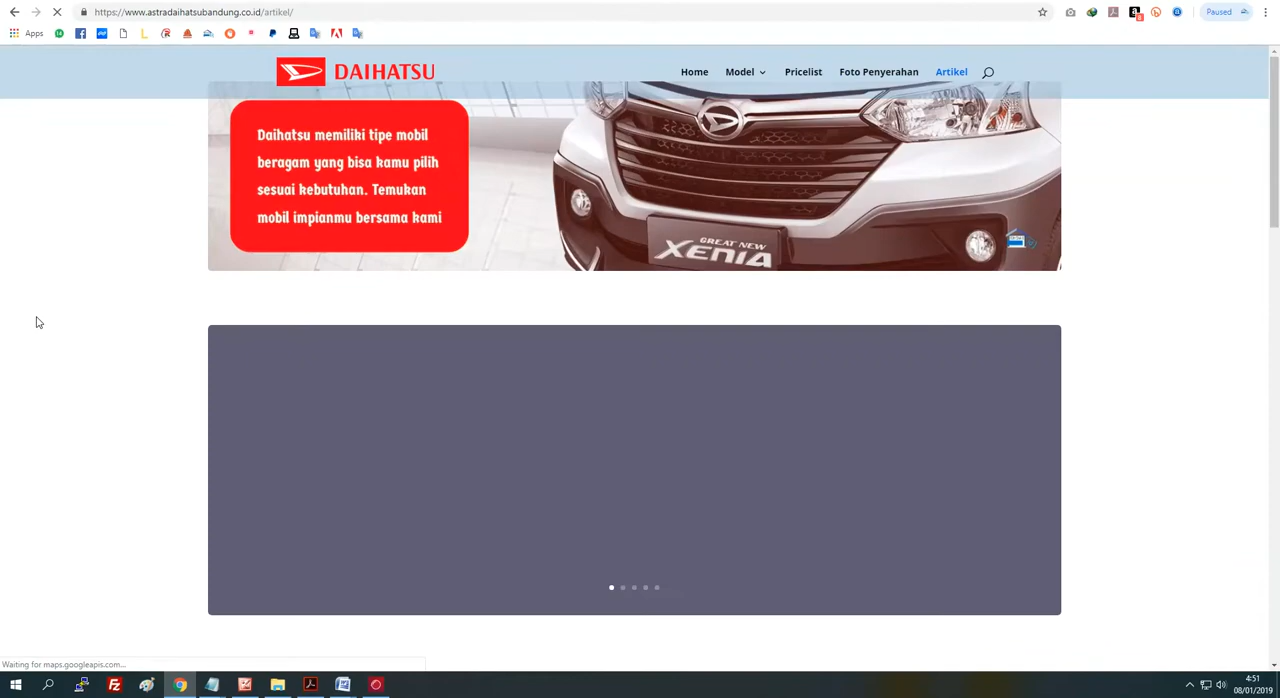 https://www.astradaihatsubandung.co.id/artikel/
Paused
Apps
DAIHATSU
Home
Model
Pricelist
Foto Penyerahan
Artikel
Daihatsu memiliki tipe mobil
beragam yang bisa kamu pilih
sesuai kebutuhan. Temukan
mobil impianmu bersama kami
GREAT NEW
XENIA
Waiting for maps.googleapis.com...
4:51
08/01/2019